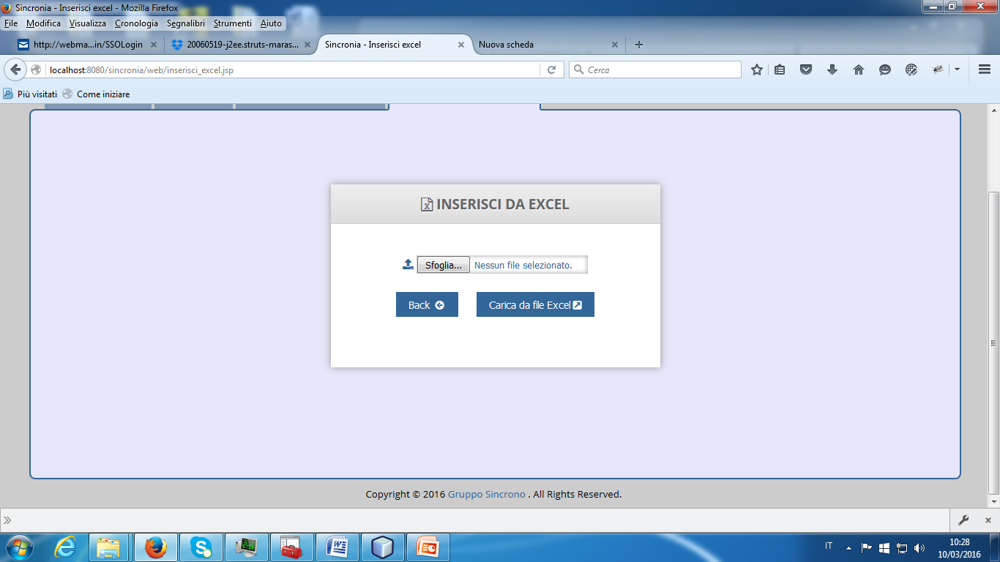 Sincronia - Inserisci excel - Mozilla Firefox
File Modifica Visualizza Cronologia Segnalibri Strumenti Aiuto
http://webma...in/SSOLogin 20060519-j2ee.struts-maras... Sincronia - Inserisci excel Nuova scheda
localhost:8080/sincronia/web/inserisci_excel.jsp Cerca
Più visitati Come iniziare
INSERISCI DA EXCEL
Sfoglia... Nessun file selezionato.
Back Carica da file Excel
Copyright © 2016 Gruppo Sincrono . All Rights Reserved.
IT 10:28
10/03/2016